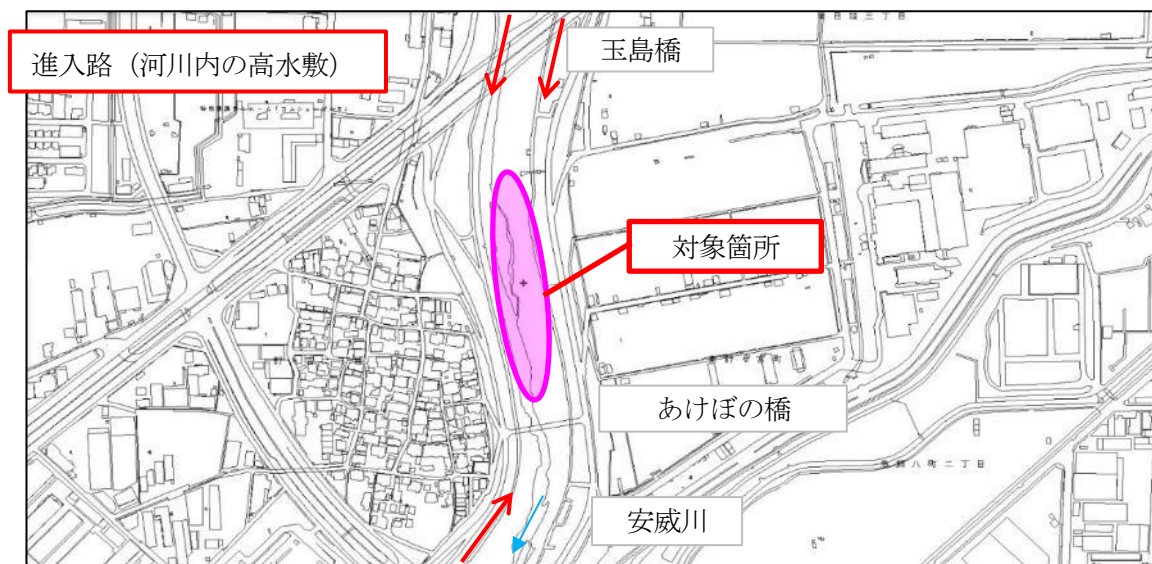 進入路（河川内の高水敷）
玉島橋
対象箇所
あけぼの橋
安威川